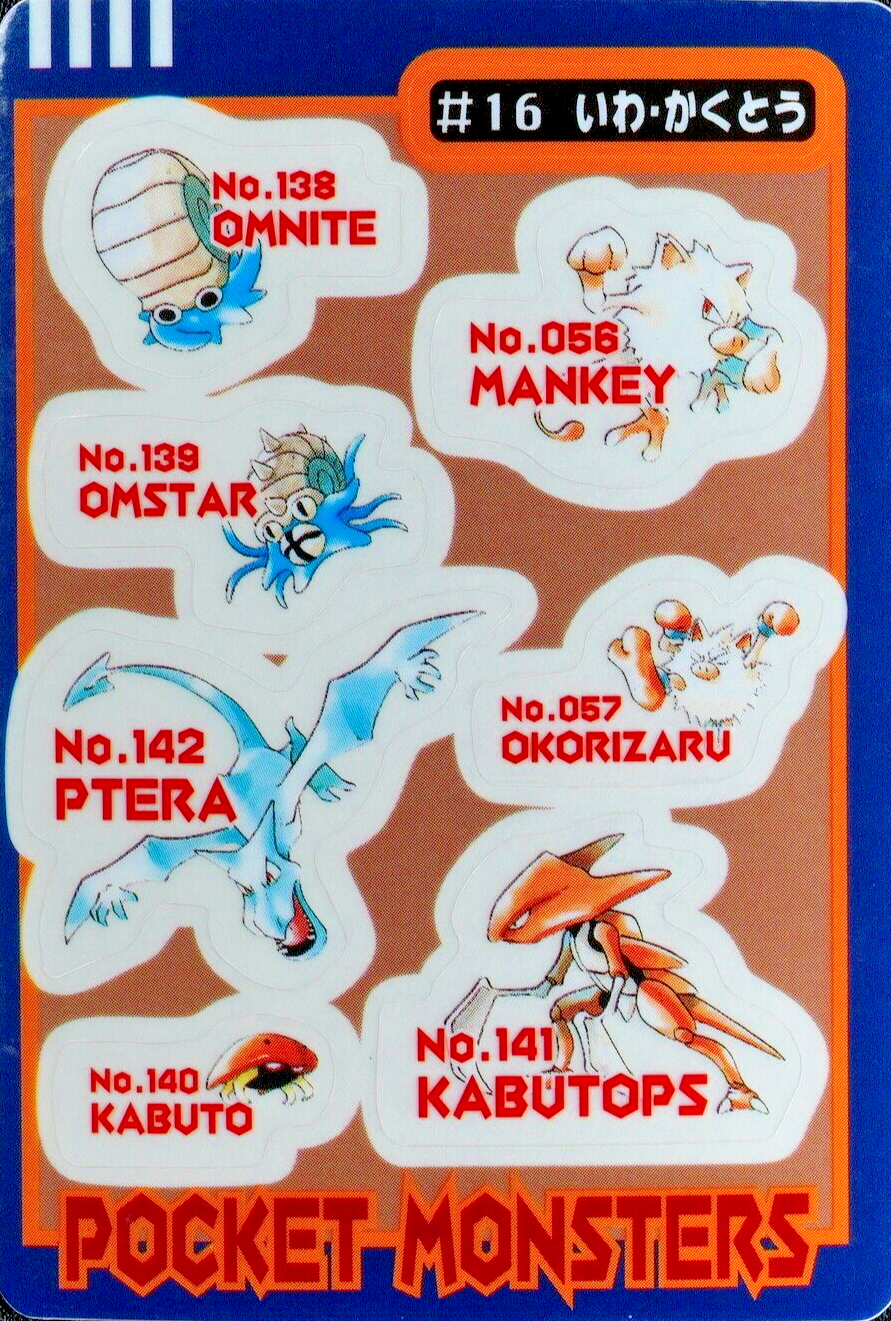 #16 いわ・かくとう
No.138
OMNITE
No.056
MANKEY
No.139
OMSTAR
No.142
PTERA
No.057
OKORIZARU
No.140
KABUTO
No.141
KABUTOPS
POCKET MONSTERS